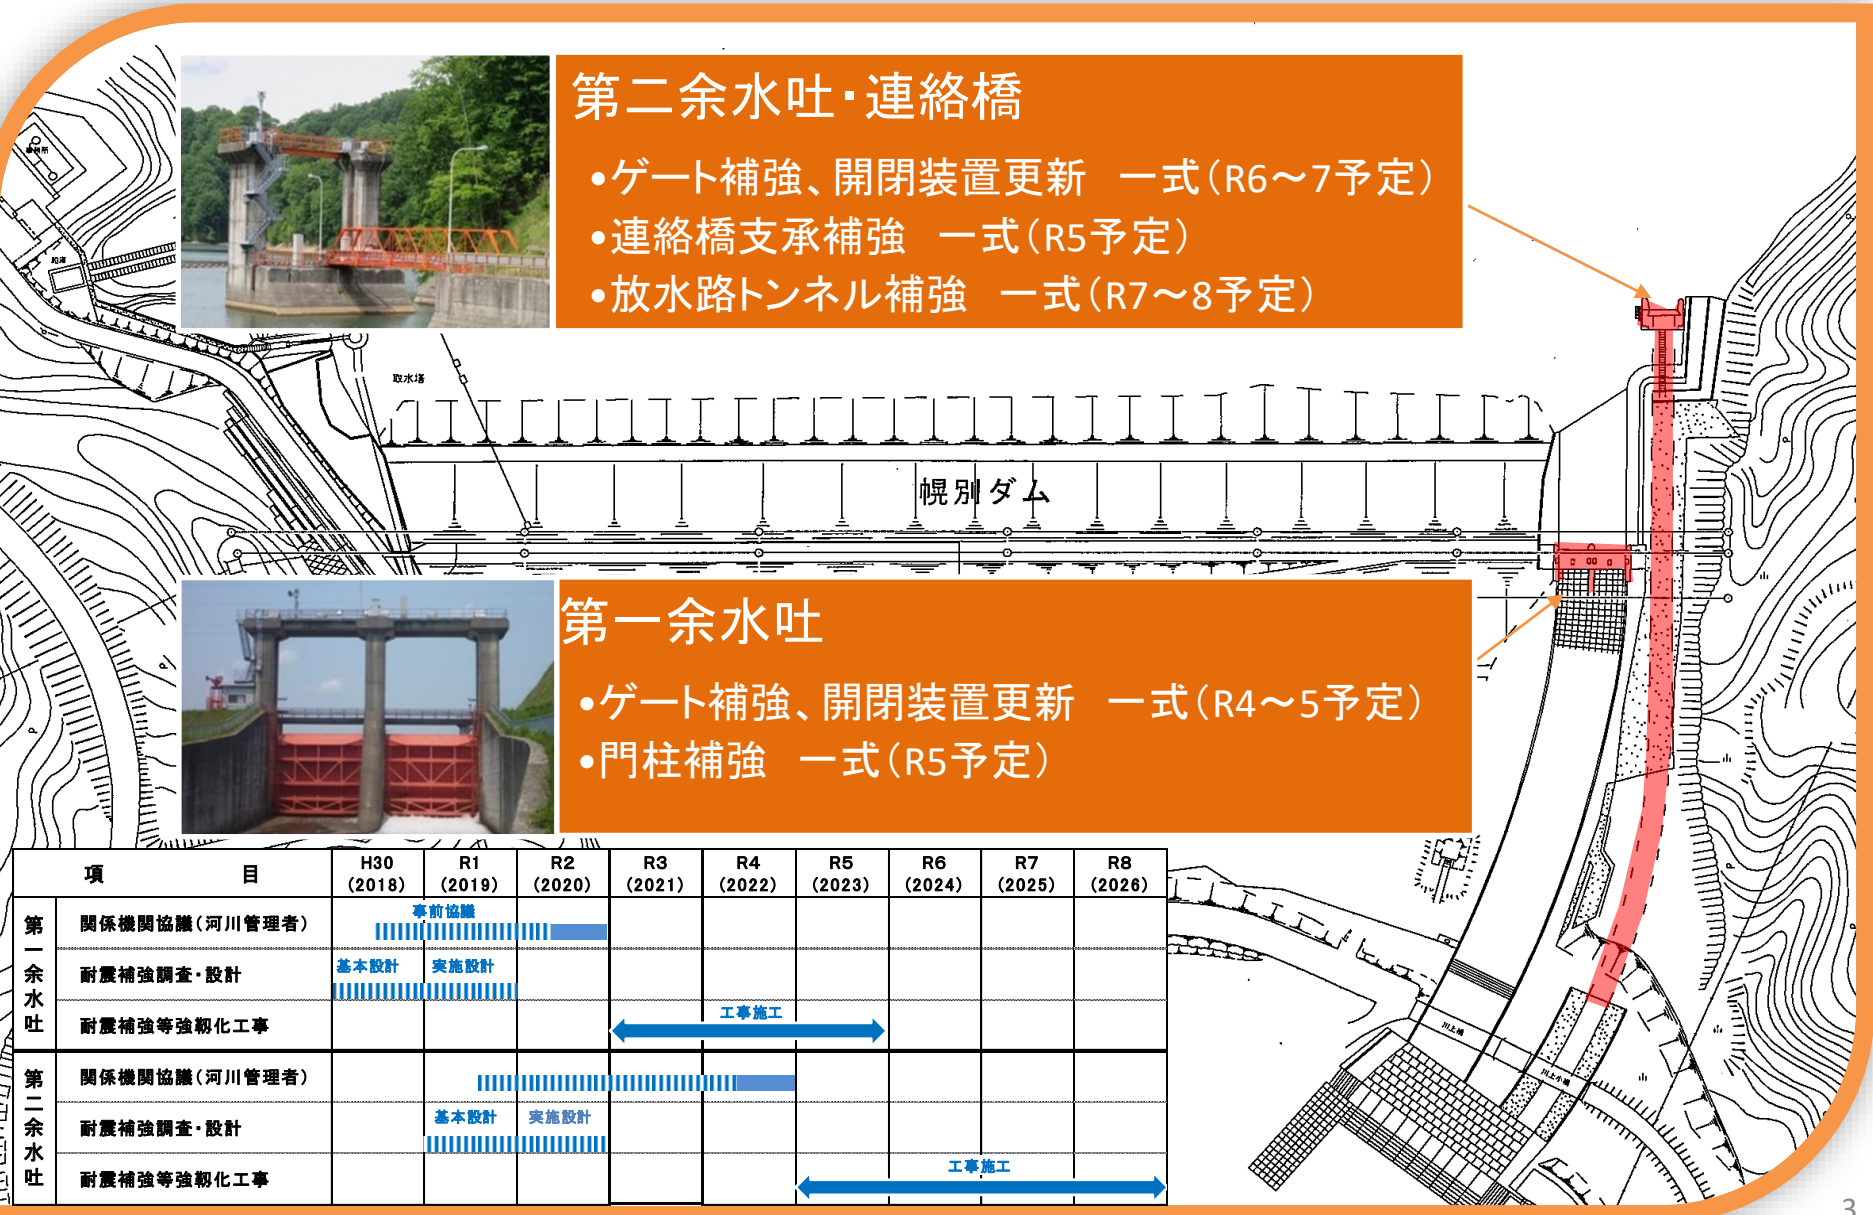 第二余水吐・連絡橋
•ゲート補強、開閉装置更新　一式(R6～7予定)
•連絡橋支承補強　一式(R5予定)
•放水路トンネル補強　一式(R7～8予定)
取水塔
幌別ダム
第一余水吐
•ゲート補強、開閉装置更新　一式(R4～5予定)
•門柱補強　一式(R5予定)
川上橋
川上小橋
項　目 H30 (2018) R1 (2019) R2 (2020) R3 (2021) R4 (2022) R5 (2023) R6 (2024) R7 (2025) R8 (2026)
第一余水吐
関係機関協議(河川管理者) 事前協議
耐震補強調査・設計 基本設計 実施設計
耐震補強等強靱化工事 工事施工
第二余水吐
関係機関協議(河川管理者)
耐震補強調査・設計 基本設計 実施設計
耐震補強等強靱化工事 工事施工
3